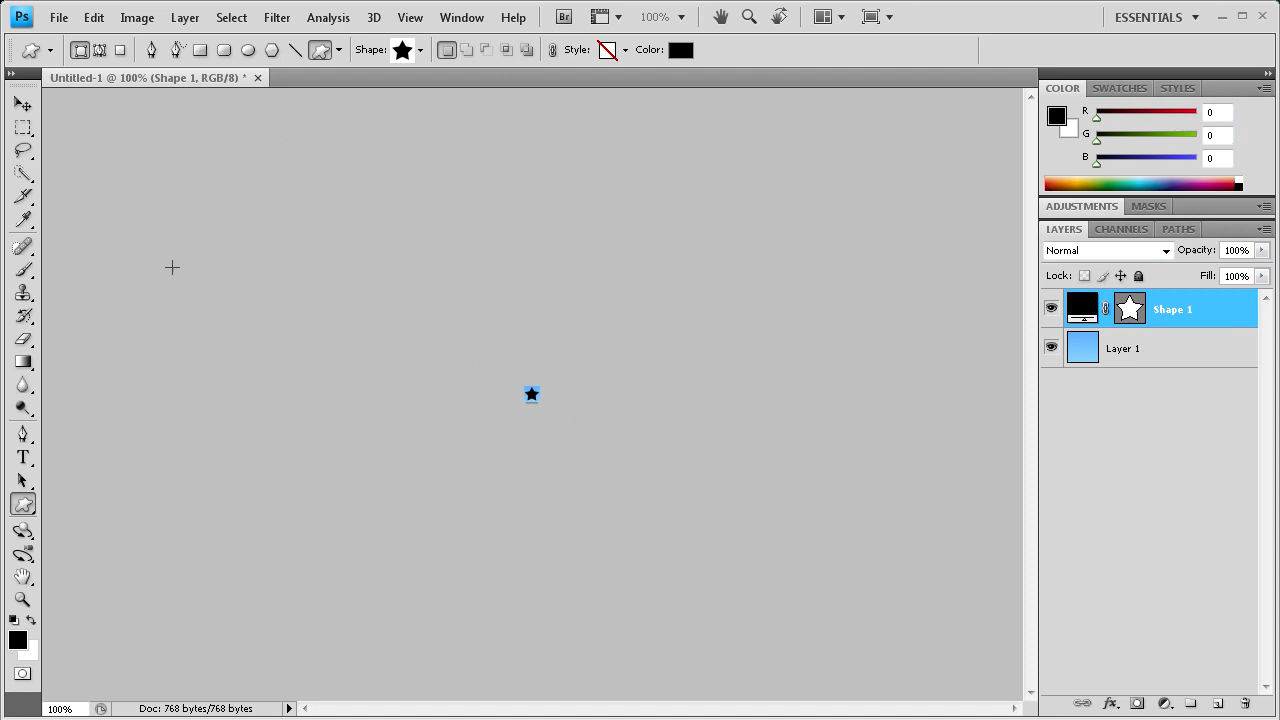 Ps File Edit Image Layer Select Filter Analysis 3D View Window Help Br 100% ESSENTIALS
Shape: Style: Color:
Untitled-1 @ 100% (Shape 1, RGB/8) *
COLOR SWATCHES STYLES
R 0
G 0
B 0
ADJUSTMENTS MASKS
LAYERS CHANNELS PATHS
Normal Opacity: 100%
Lock: Fill: 100%
Shape 1
Layer 1
T
100% Doc: 768 bytes/768 bytes
fx